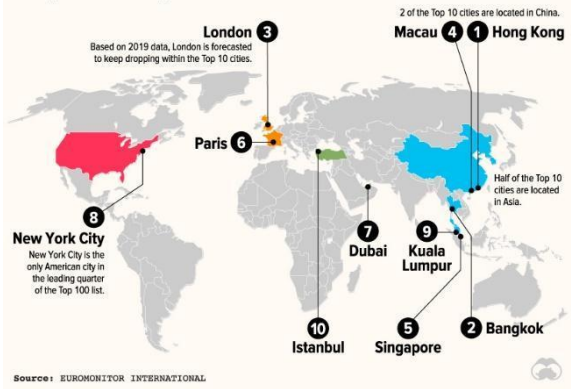 London 3
Based on 2019 data, London is forecasted
to keep dropping within the Top 10 cities.
2 of the Top 10 cities are located in China.
Macau 4
1 Hong Kong
Paris 6
Half of the Top 10
cities are located
in Asia.
8
New York City
New York City is the
only American city in
the leading quarter
of the Top 100 list.
7
Dubai
9
Kuala
Lumpur
10
Istanbul
5
Singapore
2 Bangkok
Source: EUROMONITOR INTERNATIONAL